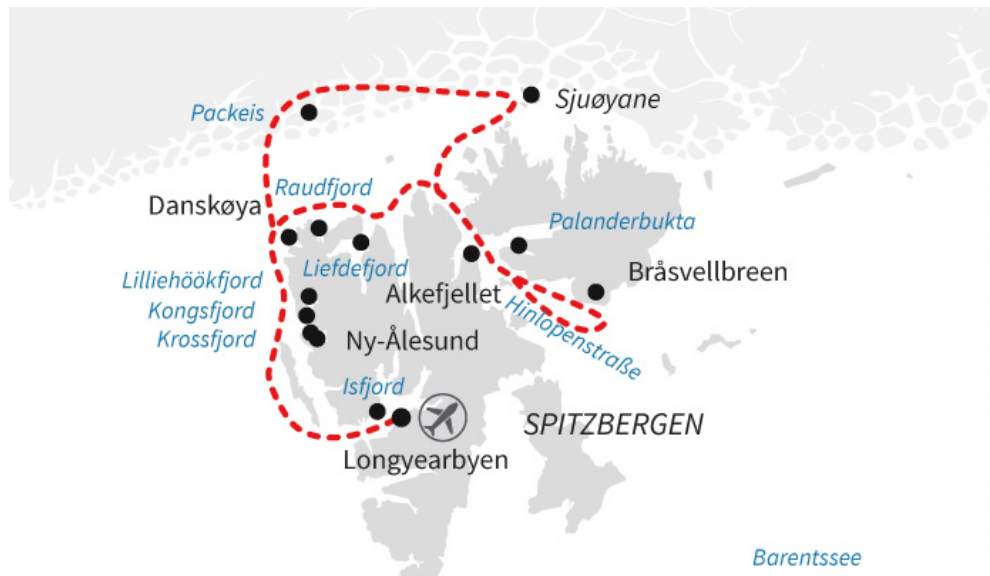 Sjuøyane
Packeis
Raudfjord
Danskøya
Palanderbukta
Lilliehöökfjord
Liefdefjord
Bråsvellbreen
Alkefjellet
Kongsfjord
Hinlopenstraße
Krossfjord
Ny-Ålesund
Isfjord
SPITZBERGEN
Longyearbyen
Barentssee